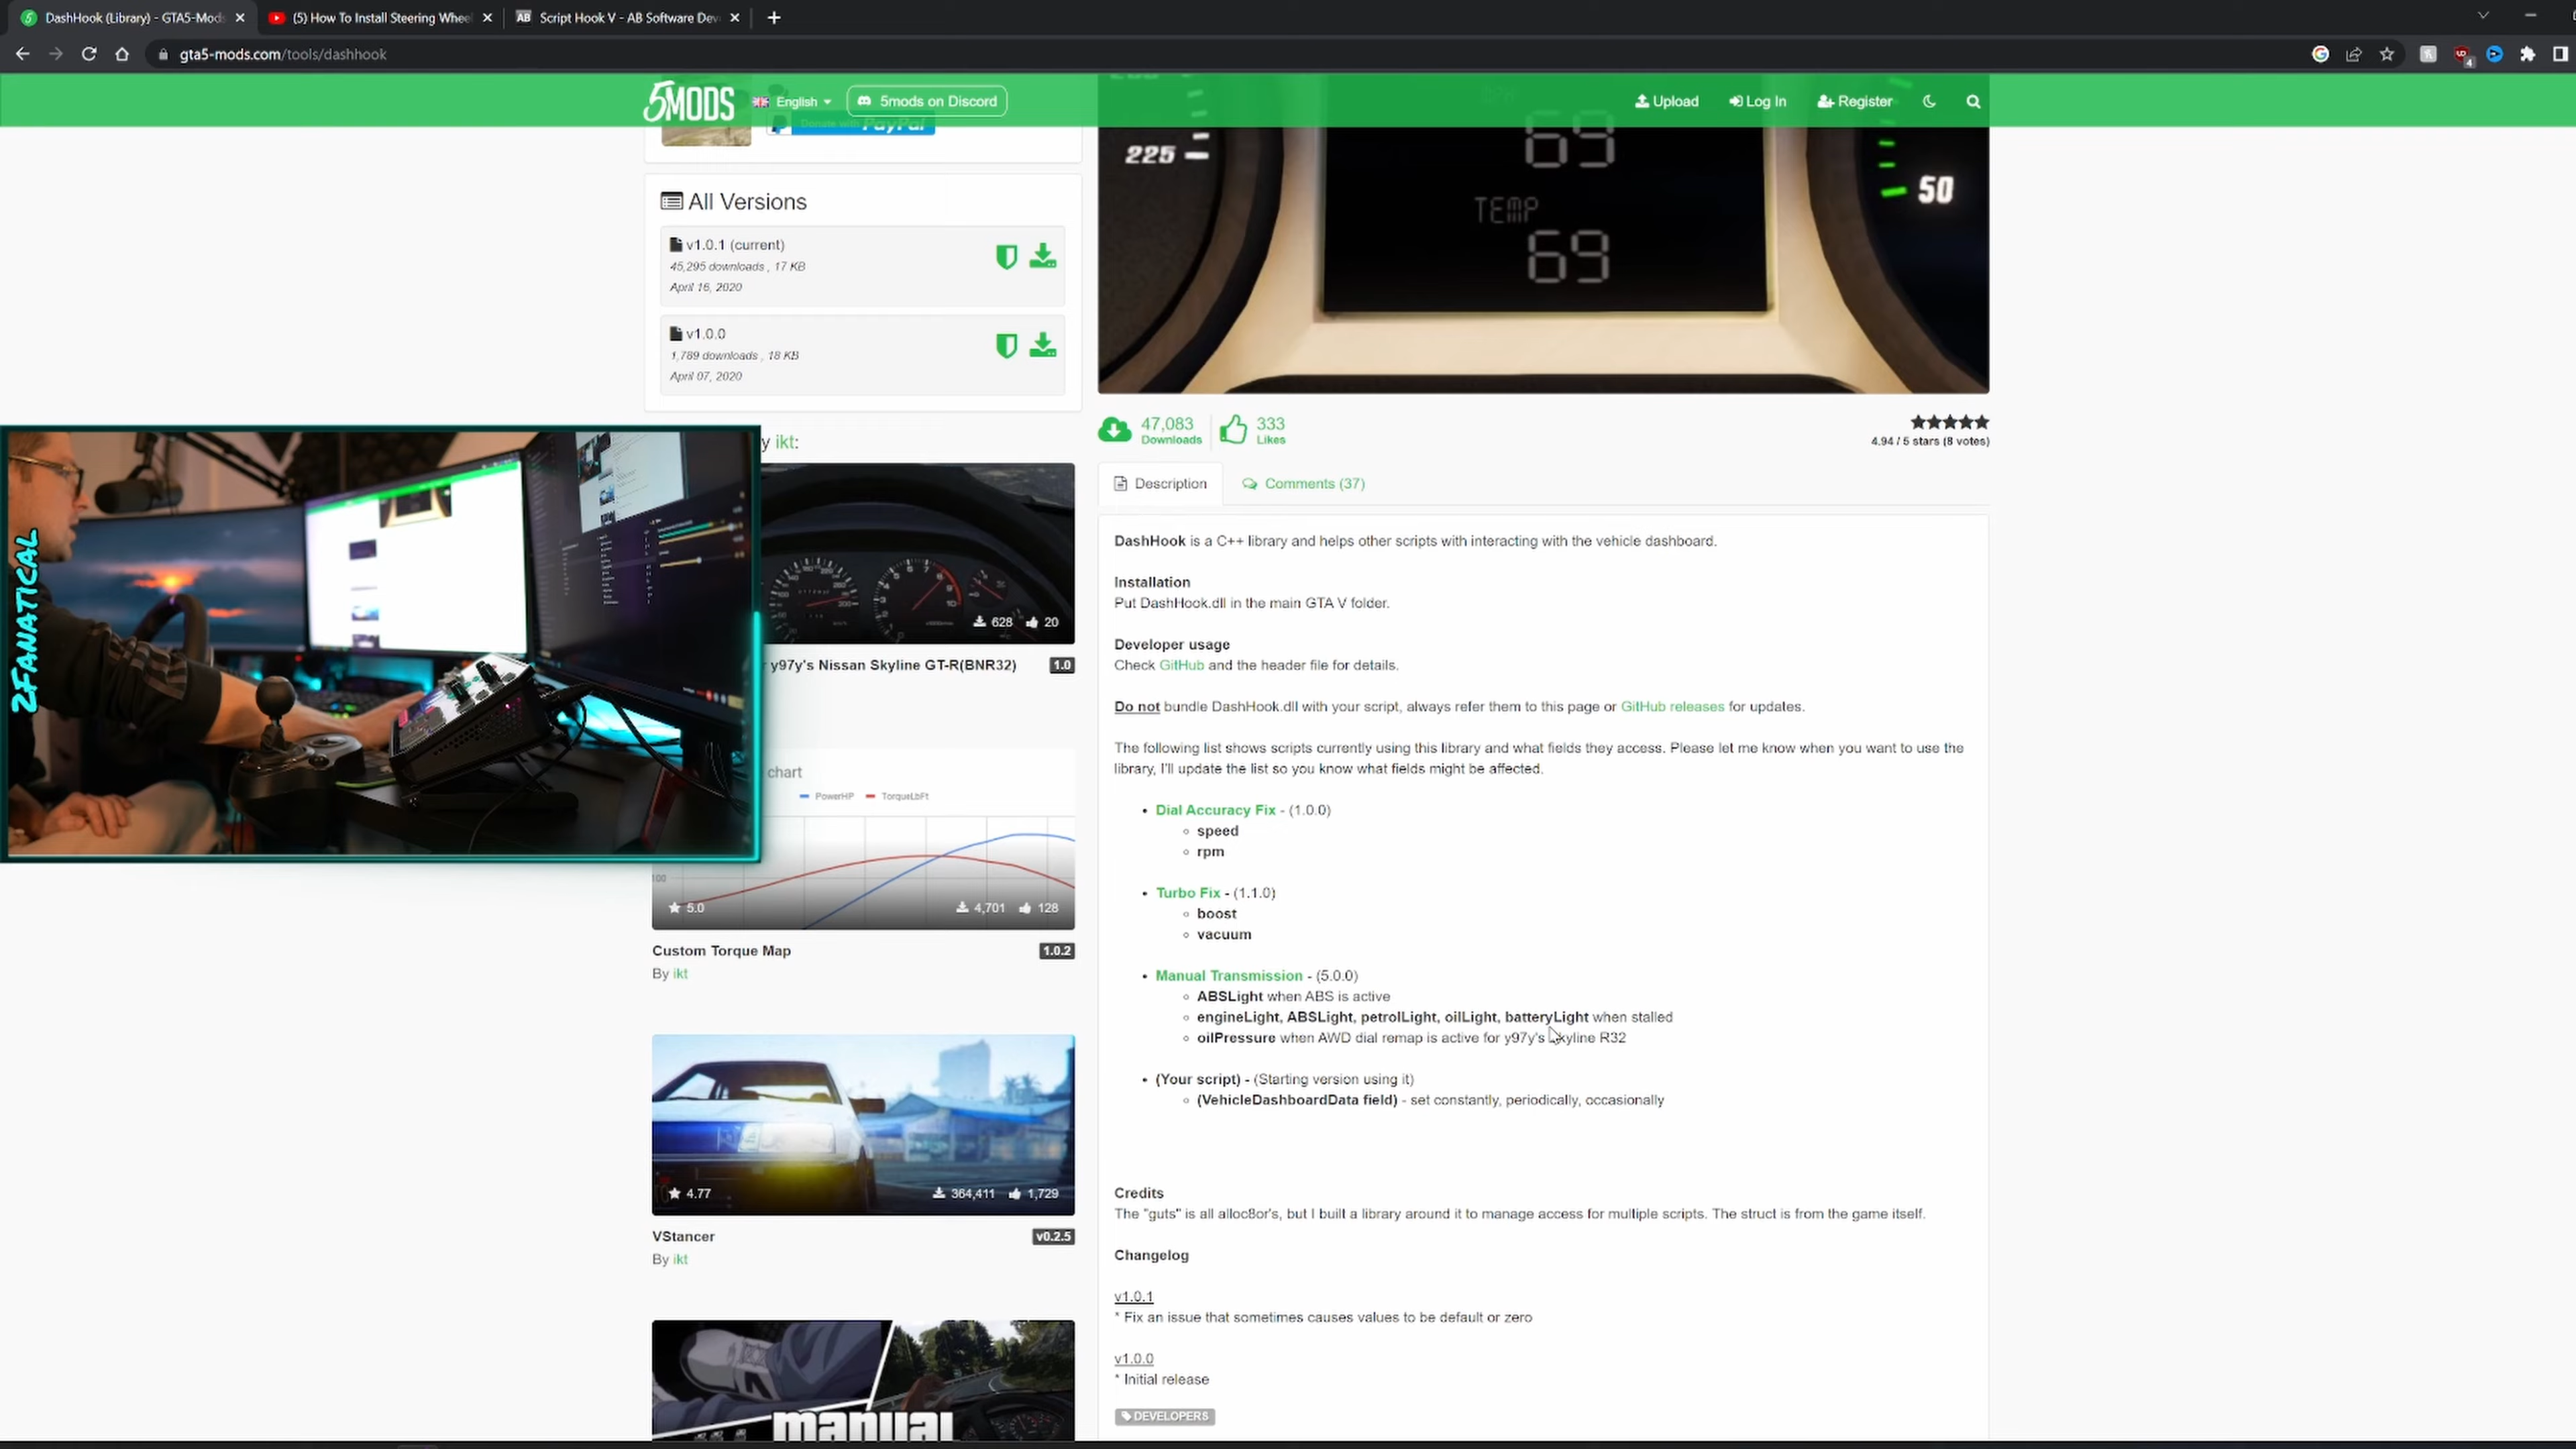 DashHook (Library) - GTA5-Mods
(5) How To Install Steering Wheel
AB Script Hook V - AB Software Dev
gta5-mods.com/tools/dashhook
4
5MODS
English
5mods on Discord
Upload
Log In
Register
Donate with PayPal
All Versions
v1.0.1 (current)
45,295 downloads , 17 KB
April 16, 2020
v1.0.0
1,789 downloads , 18 KB
April 07, 2020
y ikt:
628 20
y97y's Nissan Skyline GT-R(BNR32) 1.0
chart
PowerHP TorqueLbFt
100
5.0 4,701 128
Custom Torque Map 1.0.2
By ikt
4.77 364,411 1,729
VStancer v0.2.5
By ikt
manual
2FANATICAL
225
69
TEMP
69
50
47,083
Downloads
333
Likes
4.94 / 5 stars (8 votes)
Description
Comments (37)
DashHook is a C++ library and helps other scripts with interacting with the vehicle dashboard.
Installation
Put DashHook.dll in the main GTA V folder.
Developer usage
Check GitHub and the header file for details.
Do not bundle DashHook.dll with your script, always refer them to this page or GitHub releases for updates.
The following list shows scripts currently using this library and what fields they access. Please let me know when you want to use the
library, I'll update the list so you know what fields might be affected.
Dial Accuracy Fix - (1.0.0)
speed
rpm
Turbo Fix - (1.1.0)
boost
vacuum
Manual Transmission - (5.0.0)
ABSLight when ABS is active
engineLight, ABSLight, petrolLight, oilLight, batteryLight when stalled
oilPressure when AWD dial remap is active for y97y's Skyline R32
(Your script) - (Starting version using it)
(VehicleDashboardData field) - set constantly, periodically, occasionally
Credits
The "guts" is all alloc8or's, but I built a library around it to manage access for multiple scripts. The struct is from the game itself.
Changelog
v1.0.1
* Fix an issue that sometimes causes values to be default or zero
v1.0.0
* Initial release
DEVELOPERS